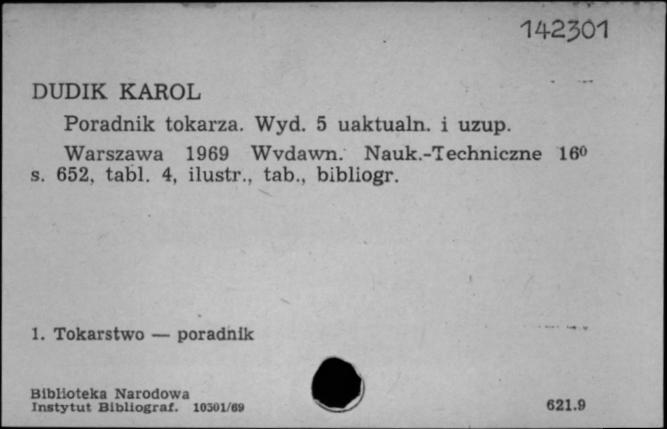 142301
DUDIK KAROL
Poradnik tokarza. Wyd. 5 uaktualn. i uzup.
Warszawa 1969 Wydawn. Nauk.-Techniczne 16⁰
s. 652, tabl. 4, ilustr., tab., bibliogr.
1. Tokarstwo — poradnik
Biblioteka Narodowa
Instytut Bibliograf. 10301/69
621.9